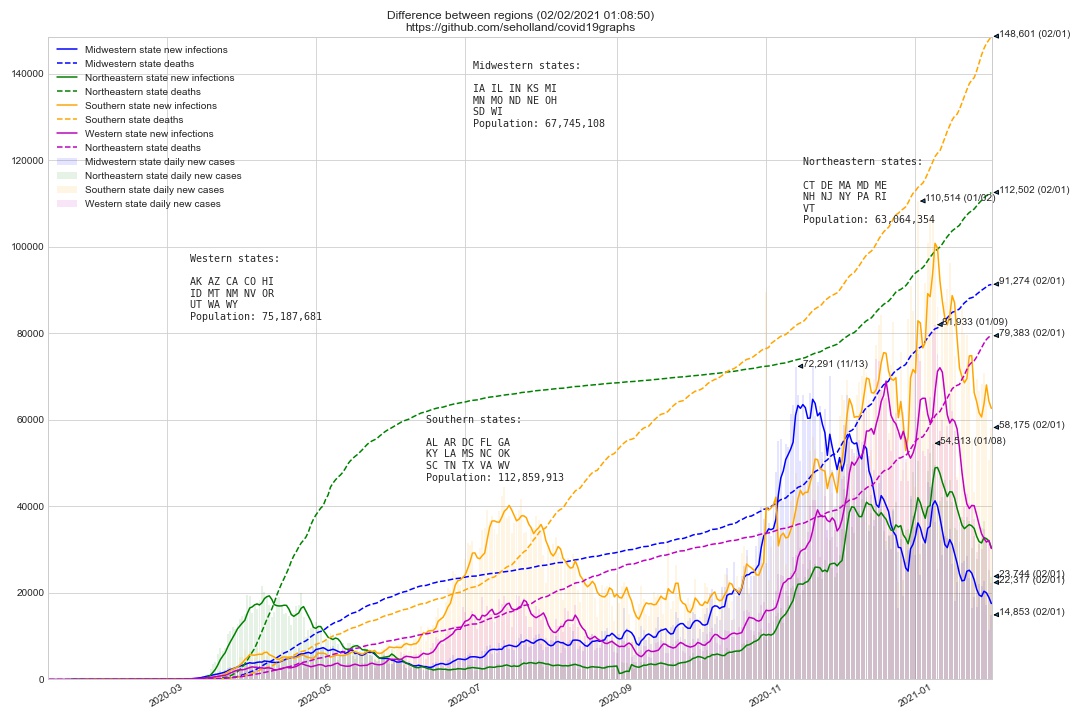 Difference between regions (02/02/2021 01:08:50)
https://github.com/seholland/covid19graphs
Midwestern state new infections
Midwestern state deaths
Northeastern state new infections
Northeastern state deaths
Southern state new infections
Southern state deaths
Western state new infections
Northeastern state deaths
Midwestern state daily new cases
Northeastern state daily new cases
Southern state daily new cases
Western state daily new cases
Midwestern states:
IA IL IN KS MI
MN MO ND NE OH
SD WI
Population: 67,745,108
Northeastern states:
CT DE MA MD ME
NH NJ NY PA RI
VT
Population: 63,064,354
Western states:
AK AZ CA CO HI
ID MT NM NV OR
UT WA WY
Population: 75,187,681
Southern states:
AL AR DC FL GA
KY LA MS NC OK
SC TN TX VA WV
Population: 112,859,913
148,601 (02/01)
112,502 (02/01)
110,514 (01/02)
91,274 (02/01)
81,933 (01/09)
79,383 (02/01)
72,291 (11/13)
58,175 (02/01)
54,513 (01/08)
23,744 (02/01)
22,317 (02/01)
14,853 (02/01)
140000
120000
100000
80000
60000
40000
20000
0
2020-03
2020-05
2020-07
2020-09
2020-11
2021-01